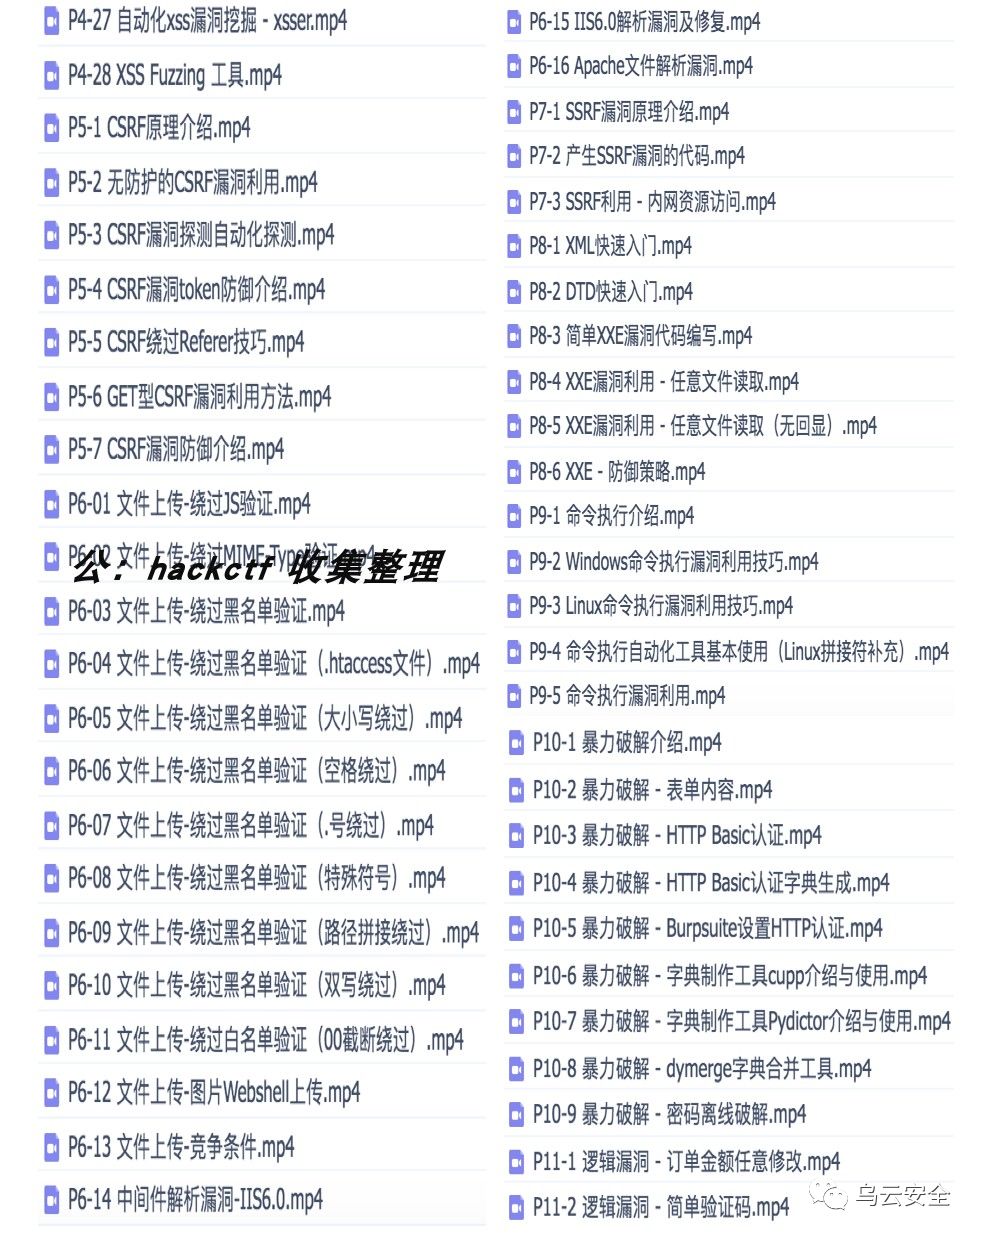 P4-27 自动化xss漏洞挖掘 - xsser.mp4
P4-28 XSS Fuzzing 工具.mp4
P5-1 CSRF原理介绍.mp4
P5-2 无防护的CSRF漏洞利用.mp4
P5-3 CSRF漏洞探测自动化探测.mp4
P5-4 CSRF漏洞token防御介绍.mp4
P5-5 CSRF绕过Referer技巧.mp4
P5-6 GET型CSRF漏洞利用方法.mp4
P5-7 CSRF漏洞防御介绍.mp4
P6-01 文件上传-绕过JS验证.mp4
P6-02 文件上传-绕过MIME-Type验证.mp4
公：hackctf 收集整理
P6-03 文件上传-绕过黑名单验证.mp4
P6-04 文件上传-绕过黑名单验证（.htaccess文件）.mp4
P6-05 文件上传-绕过黑名单验证（大小写绕过）.mp4
P6-06 文件上传-绕过黑名单验证（空格绕过）.mp4
P6-07 文件上传-绕过黑名单验证（.号绕过）.mp4
P6-08 文件上传-绕过黑名单验证（特殊符号）.mp4
P6-09 文件上传-绕过黑名单验证（路径拼接绕过）.mp4
P6-10 文件上传-绕过黑名单验证（双写绕过）.mp4
P6-11 文件上传-绕过白名单验证（00截断绕过）.mp4
P6-12 文件上传-图片Webshell上传.mp4
P6-13 文件上传-竞争条件.mp4
P6-14 中间件解析漏洞-IIS6.0.mp4
P6-15 IIS6.0解析漏洞及修复.mp4
P6-16 Apache文件解析漏洞.mp4
P7-1 SSRF漏洞原理介绍.mp4
P7-2 产生SSRF漏洞的代码.mp4
P7-3 SSRF利用 - 内网资源访问.mp4
P8-1 XML快速入门.mp4
P8-2 DTD快速入门.mp4
P8-3 简单XXE漏洞代码编写.mp4
P8-4 XXE漏洞利用 - 任意文件读取.mp4
P8-5 XXE漏洞利用 - 任意文件读取（无回显）.mp4
P8-6 XXE - 防御策略.mp4
P9-1 命令执行介绍.mp4
P9-2 Windows命令执行漏洞利用技巧.mp4
P9-3 Linux命令执行漏洞利用技巧.mp4
P9-4 命令执行自动化工具基本使用（Linux拼接符补充）.mp4
P9-5 命令执行漏洞利用.mp4
P10-1 暴力破解介绍.mp4
P10-2 暴力破解 - 表单内容.mp4
P10-3 暴力破解 - HTTP Basic认证.mp4
P10-4 暴力破解 - HTTP Basic认证字典生成.mp4
P10-5 暴力破解 - Burpsuite设置HTTP认证.mp4
P10-6 暴力破解 - 字典制作工具cupp介绍与使用.mp4
P10-7 暴力破解 - 字典制作工具Pydictor介绍与使用.mp4
P10-8 暴力破解 - dymerge字典合并工具.mp4
P10-9 暴力破解 - 密码离线破解.mp4
P11-1 逻辑漏洞 - 订单金额任意修改.mp4
P11-2 逻辑漏洞 - 简单验证码.mp4
乌云安全